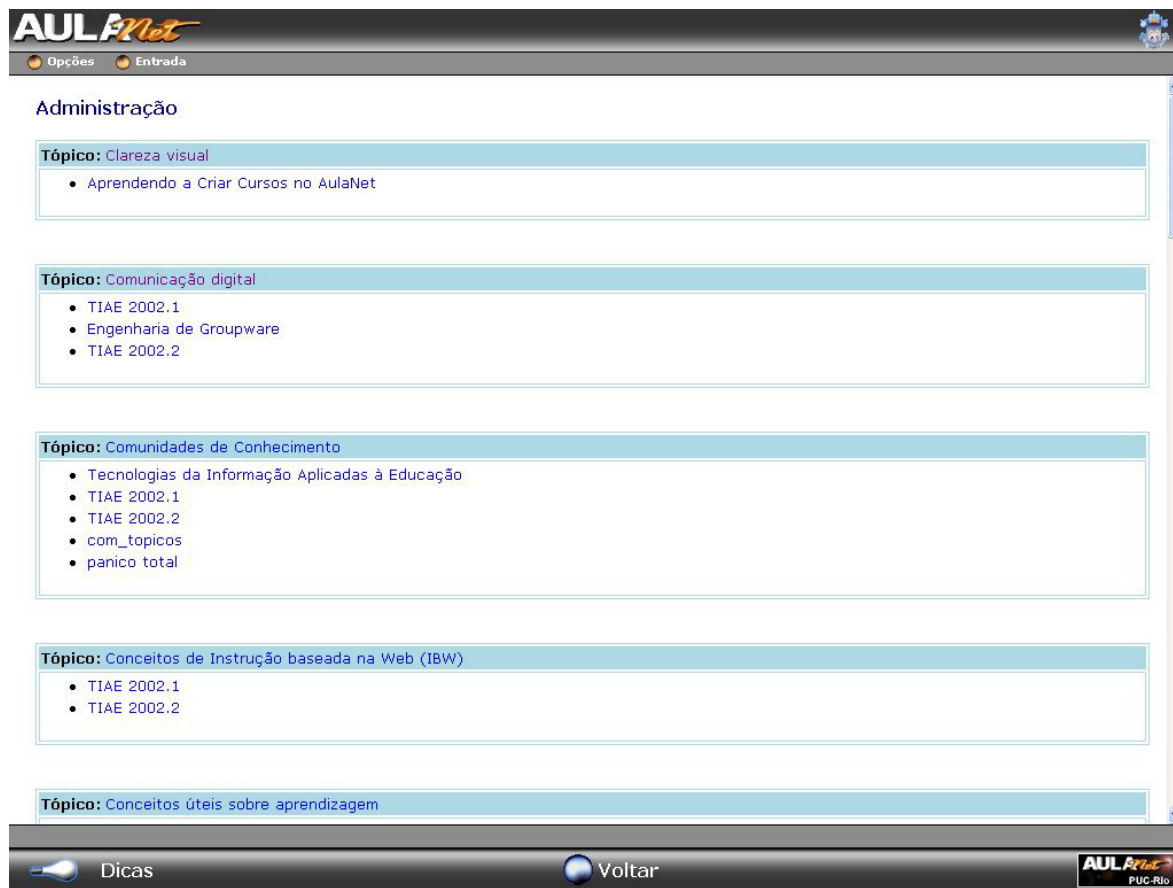 AULANet
Opções Entrada
Administração
Tópico: Clareza visual
Aprendendo a Criar Cursos no AulaNet
Tópico: Comunicação digital
TIAE 2002.1
Engenharia de Groupware
TIAE 2002.2
Tópico: Comunidades de Conhecimento
Tecnologias da Informação Aplicadas à Educação
TIAE 2002.1
TIAE 2002.2
com_topicos
panico total
Tópico: Conceitos de Instrução baseada na Web (IBW)
TIAE 2002.1
TIAE 2002.2
Tópico: Conceitos úteis sobre aprendizagem
Dicas Voltar AULANet
PUC-Rio